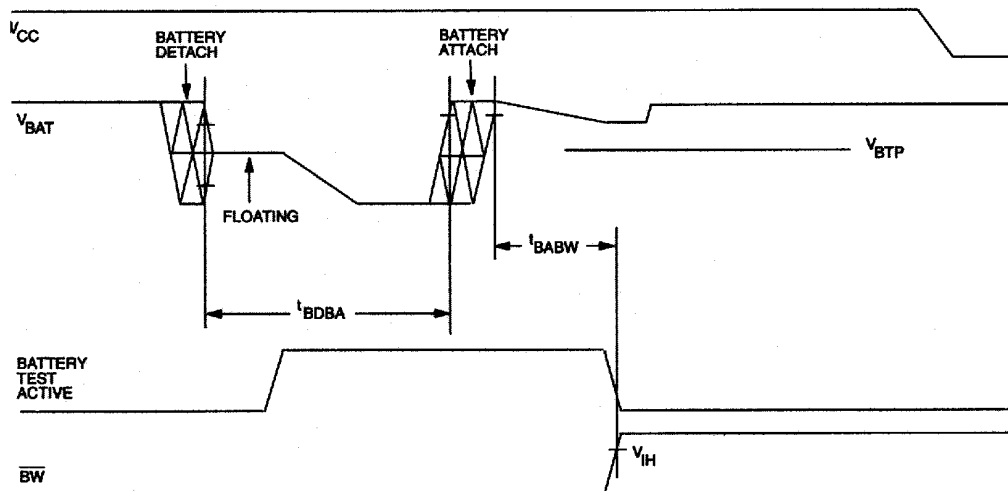 VCC
BATTERY
DETACH
BATTERY
ATTACH
VBAT
VBTP
FLOATING
tBABW
tBDBA
BATTERY
TEST
ACTIVE
VIH
BW